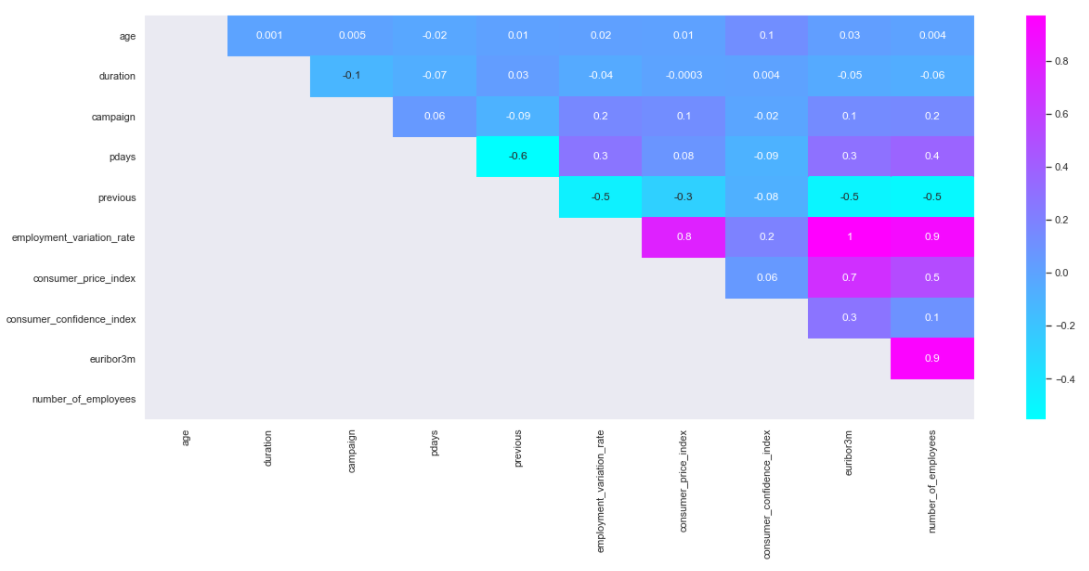 age 0.001 0.005 -0.02 0.01 0.02 0.01 0.1 0.03 0.004
duration -0.1 -0.07 0.03 -0.04 -0.0003 0.004 -0.05 -0.06
campaign 0.06 -0.09 0.2 0.1 -0.02 0.1 0.2
pdays -0.6 0.3 0.08 -0.09 0.3 0.4
previous -0.5 -0.3 -0.08 -0.5 -0.5
employment_variation_rate 0.8 0.2 1 0.9
consumer_price_index 0.06 0.7 0.5
consumer_confidence_index 0.3 0.1
euribor3m 0.9
number_of_employees
age
duration
campaign
pdays
previous
employment_variation_rate
consumer_price_index
consumer_confidence_index
euribor3m
number_of_employees
0.8
0.6
0.4
0.2
0.0
-0.2
-0.4